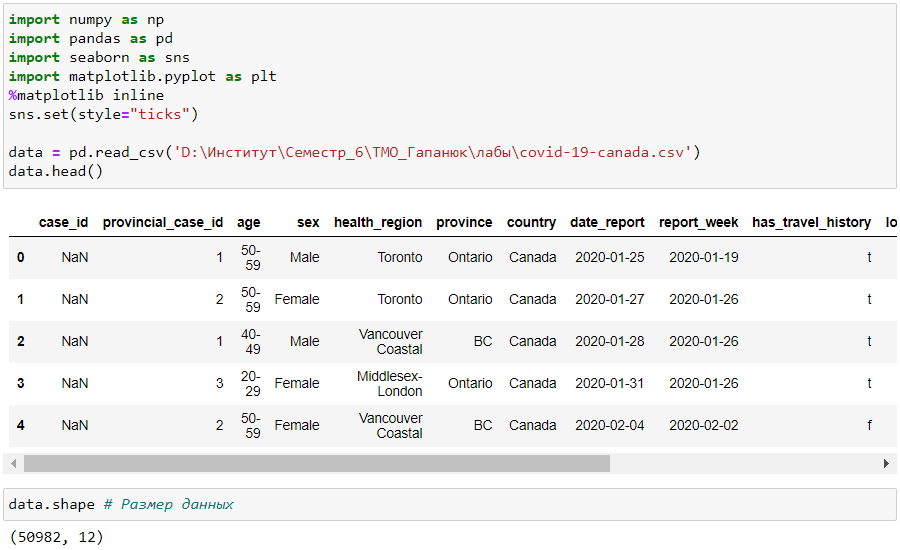 import numpy as np
import pandas as pd
import seaborn as sns
import matplotlib.pyplot as plt
%matplotlib inline
sns.set(style="ticks")
data = pd.read_csv('D:\Институт\Семестр_6\ТМО_Гапанюк\лабы\covid-19-canada.csv')
data.head()
case_id provincial_case_id age sex health_region province country date_report report_week has_travel_history lo
0 NaN 1 50-59 Male Toronto Ontario Canada 2020-01-25 2020-01-19 t
1 NaN 2 50-59 Female Toronto Ontario Canada 2020-01-27 2020-01-26 t
2 NaN 1 40-49 Male Vancouver Coastal BC Canada 2020-01-28 2020-01-26 t
3 NaN 3 20-29 Female Middlesex-London Ontario Canada 2020-01-31 2020-01-26 t
4 NaN 2 50-59 Female Vancouver Coastal BC Canada 2020-02-04 2020-02-02 f
data.shape # Размер данных
(50982, 12)